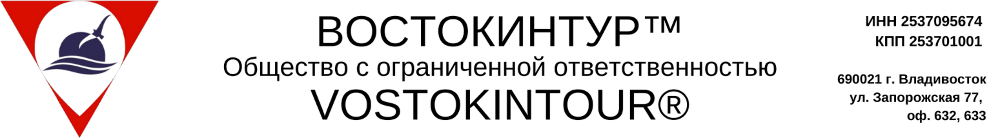 ВОСТОКИНТУР™
Общество с ограниченной ответственностью
VOSTOKINTOUR®
ИНН 2537095674
КПП 253701001
690021 г. Владивосток
ул. Запорожская 77,
оф. 632, 633